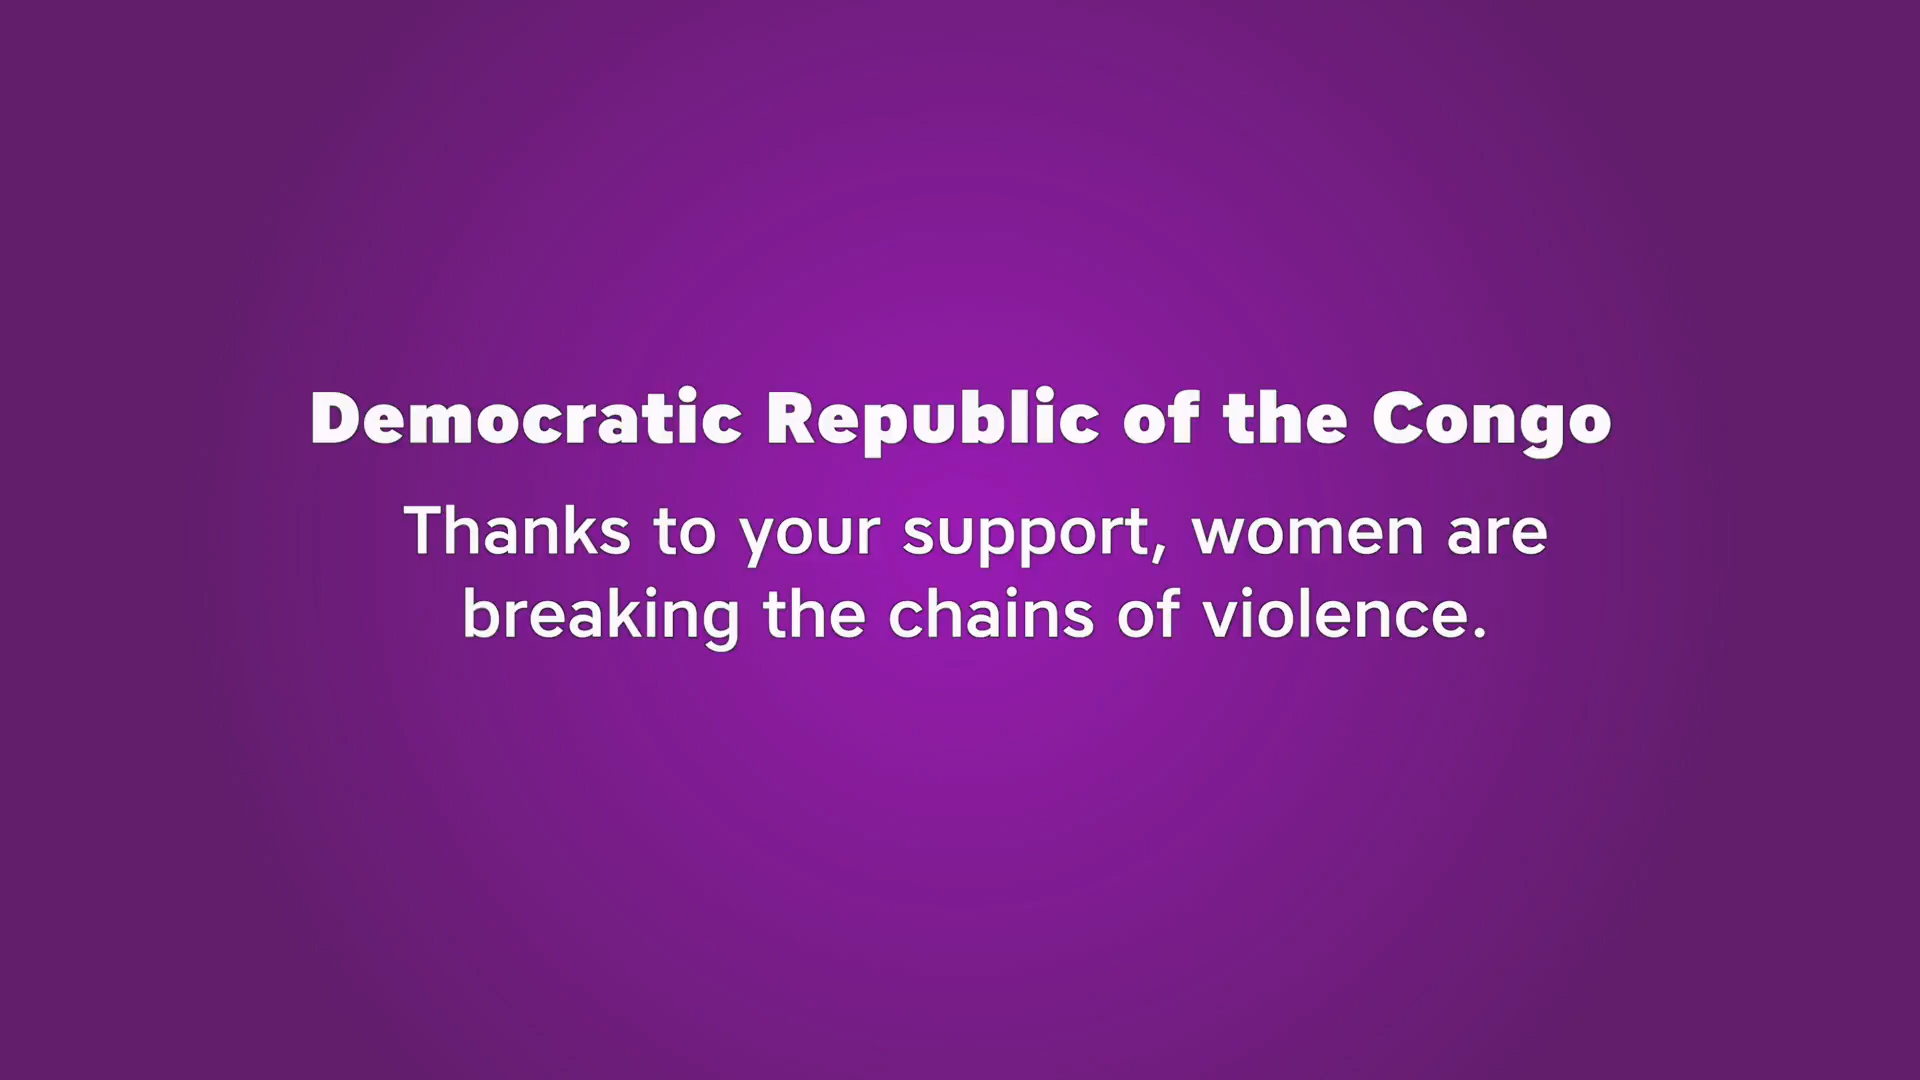 Democratic Republic of the Congo
Thanks to your support, women are
breaking the chains of violence.